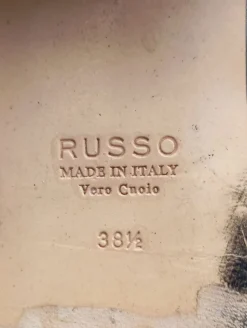 RUSSO
MADE IN ITALY
Vero Cuoio
38½